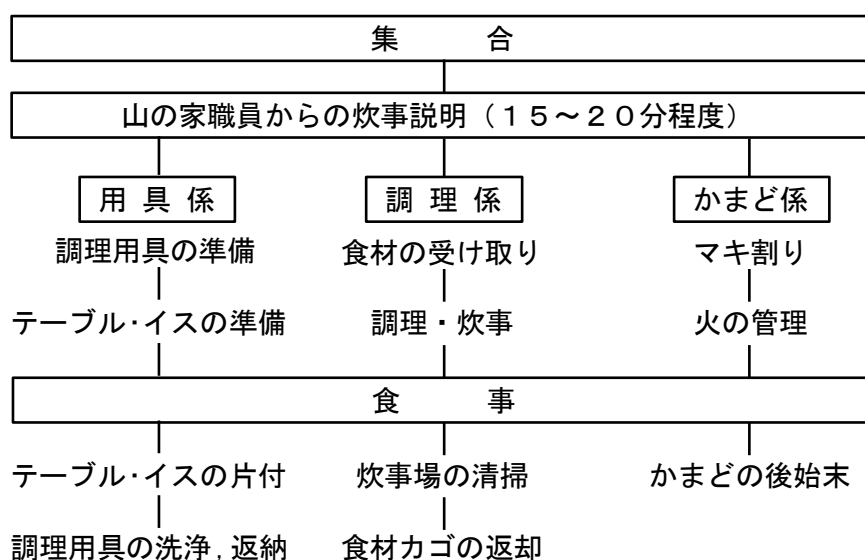 集　合
山の家職員からの炊事説明（１５～２０分程度）
用具係　調理係　かまど係
調理用具の準備　食材の受け取り　マキ割り
テーブル・イスの準備　調理・炊事　火の管理
食　事
テーブル・イスの片付　炊事場の清掃　かまどの後始末
調理用具の洗浄，返納　食材カゴの返却